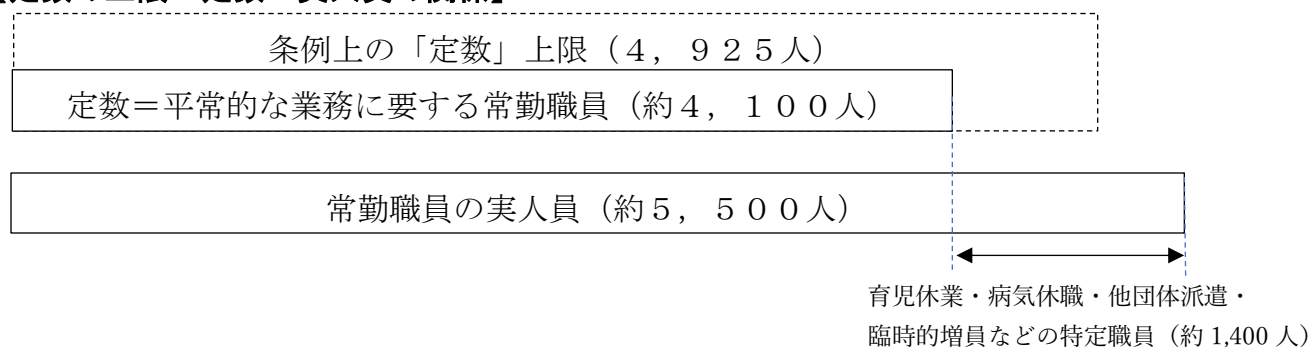 条例上の「定数」上限（４，９２５人）
定数＝平常的な業務に要する常勤職員（約４，１００人）
常勤職員の実人員（約５，５００人）
育児休業・病気休職・他団体派遣・
臨時的増員などの特定職員（約 1,400 人）